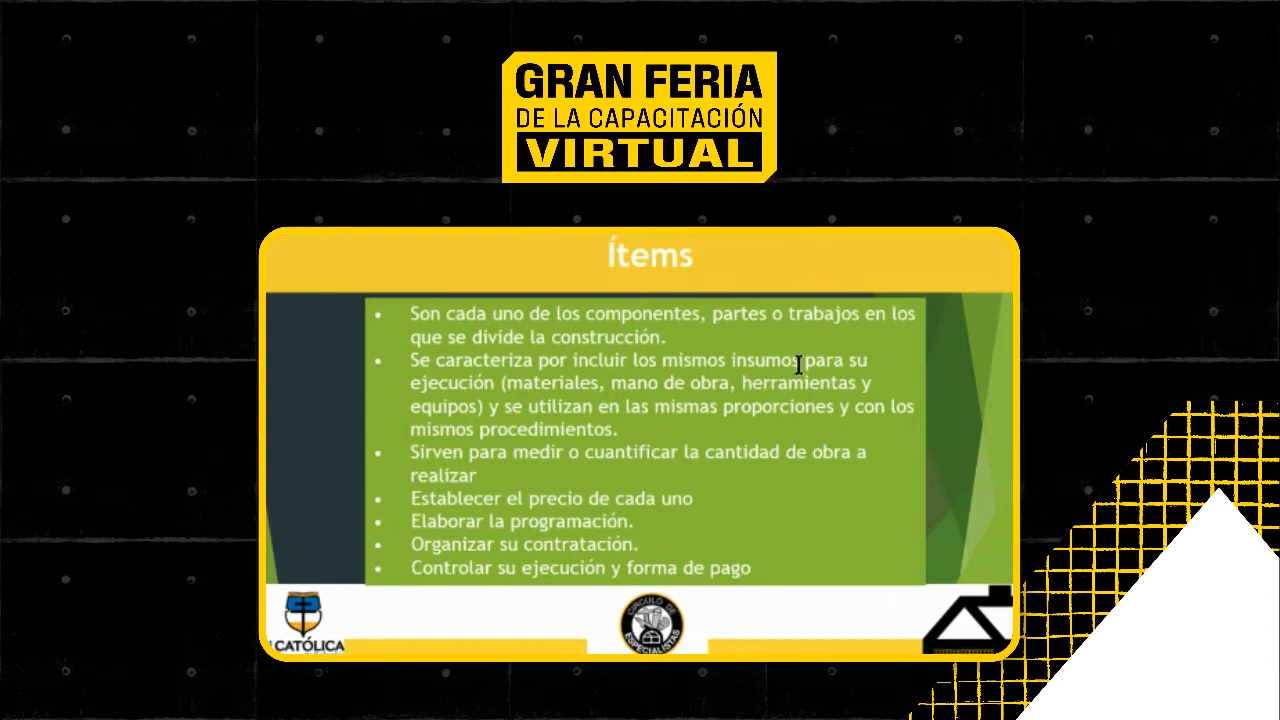 GRAN FERIA
DE LA CAPACITACIÓN
VIRTUAL
Ítems
• Son cada uno de los componentes, partes o trabajos en los
que se divide la construcción.
• Se caracteriza por incluir los mismos insumos para su
ejecución (materiales, mano de obra, herramientas y
equipos) y se utilizan en las mismas proporciones y con los
mismos procedimientos.
• Sirven para medir o cuantificar la cantidad de obra a
realizar
• Establecer el precio de cada uno
• Elaborar la programación.
• Organizar su contratación.
• Controlar su ejecución y forma de pago
CATÓLICA
CIRCULO DE
ESPECIALISTAS